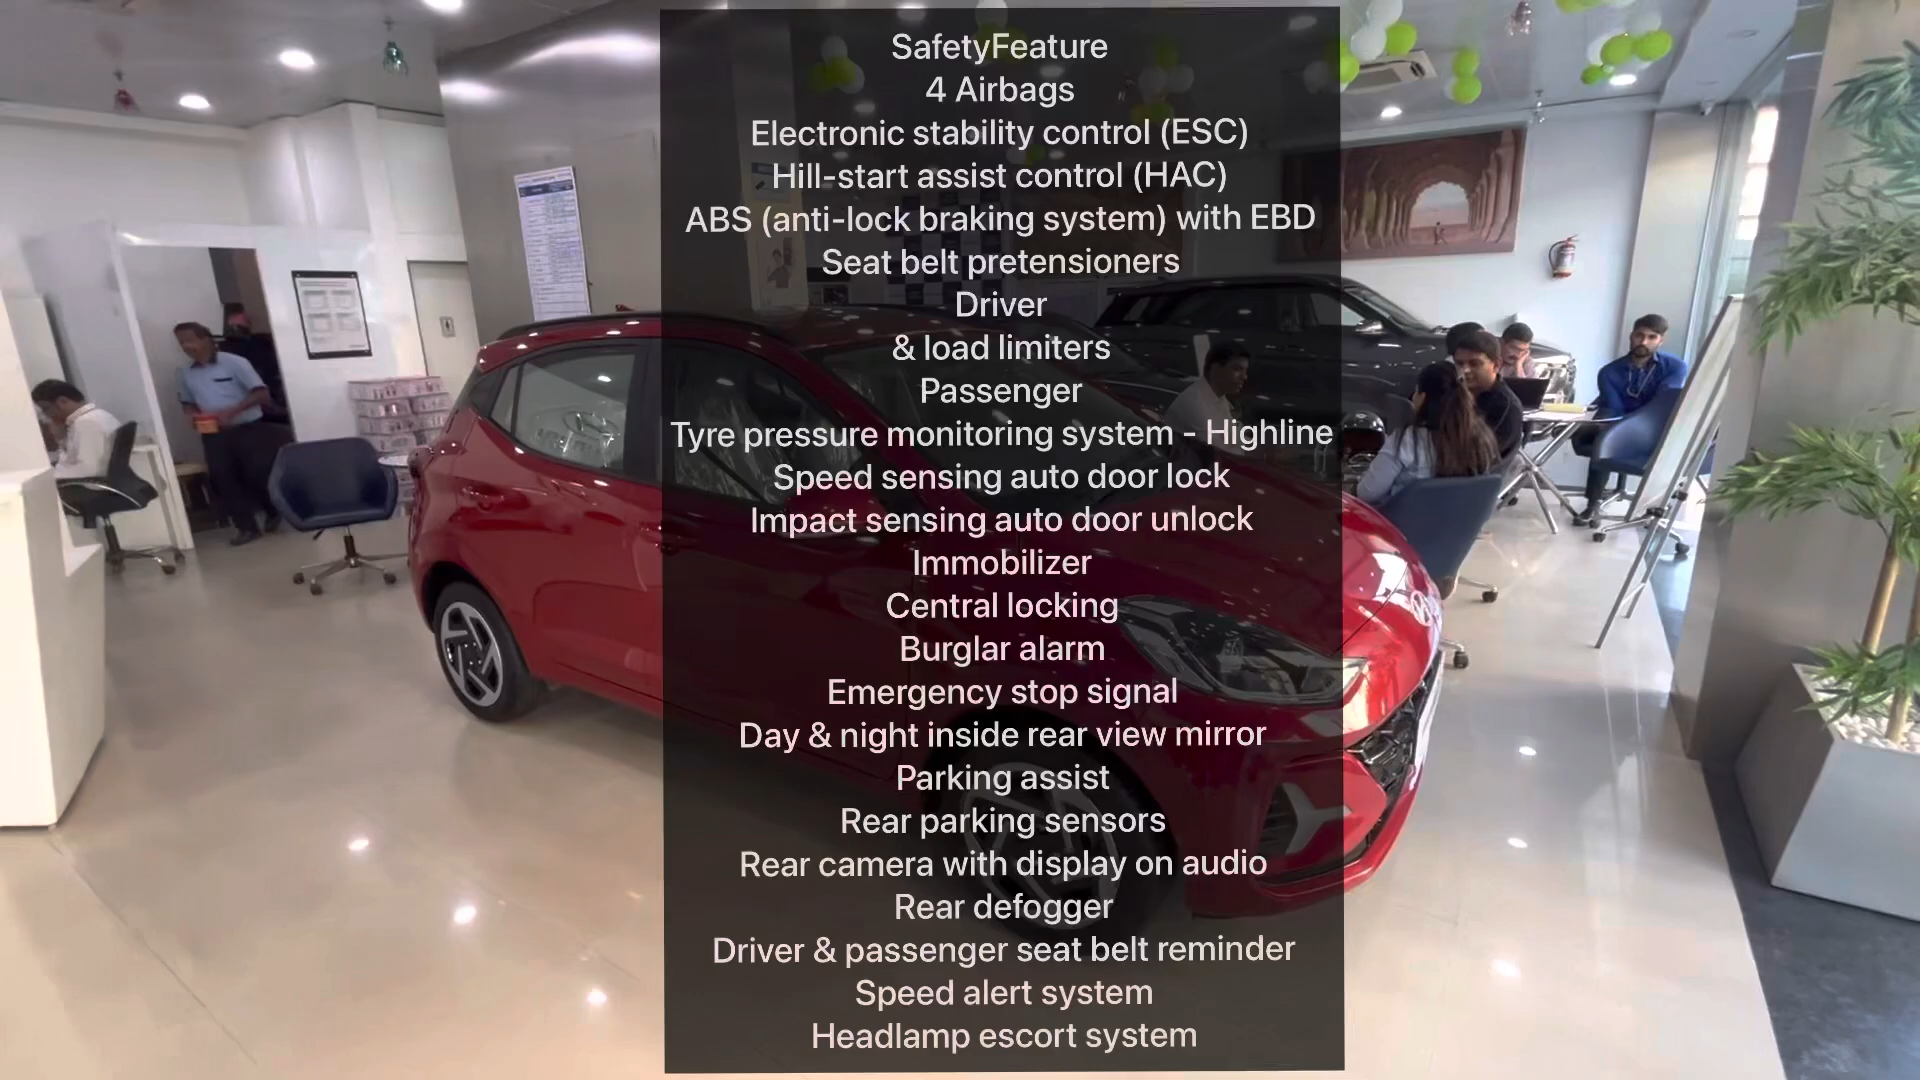 SafetyFeature
4 Airbags
Electronic stability control (ESC)
Hill-start assist control (HAC)
ABS (anti-lock braking system) with EBD
Seat belt pretensioners
Driver
& load limiters
Passenger
Tyre pressure monitoring system - Highline
Speed sensing auto door lock
Impact sensing auto door unlock
Immobilizer
Central locking
Burglar alarm
Emergency stop signal
Day & night inside rear view mirror
Parking assist
Rear parking sensors
Rear camera with display on audio
Rear defogger
Driver & passenger seat belt reminder
Speed alert system
Headlamp escort system